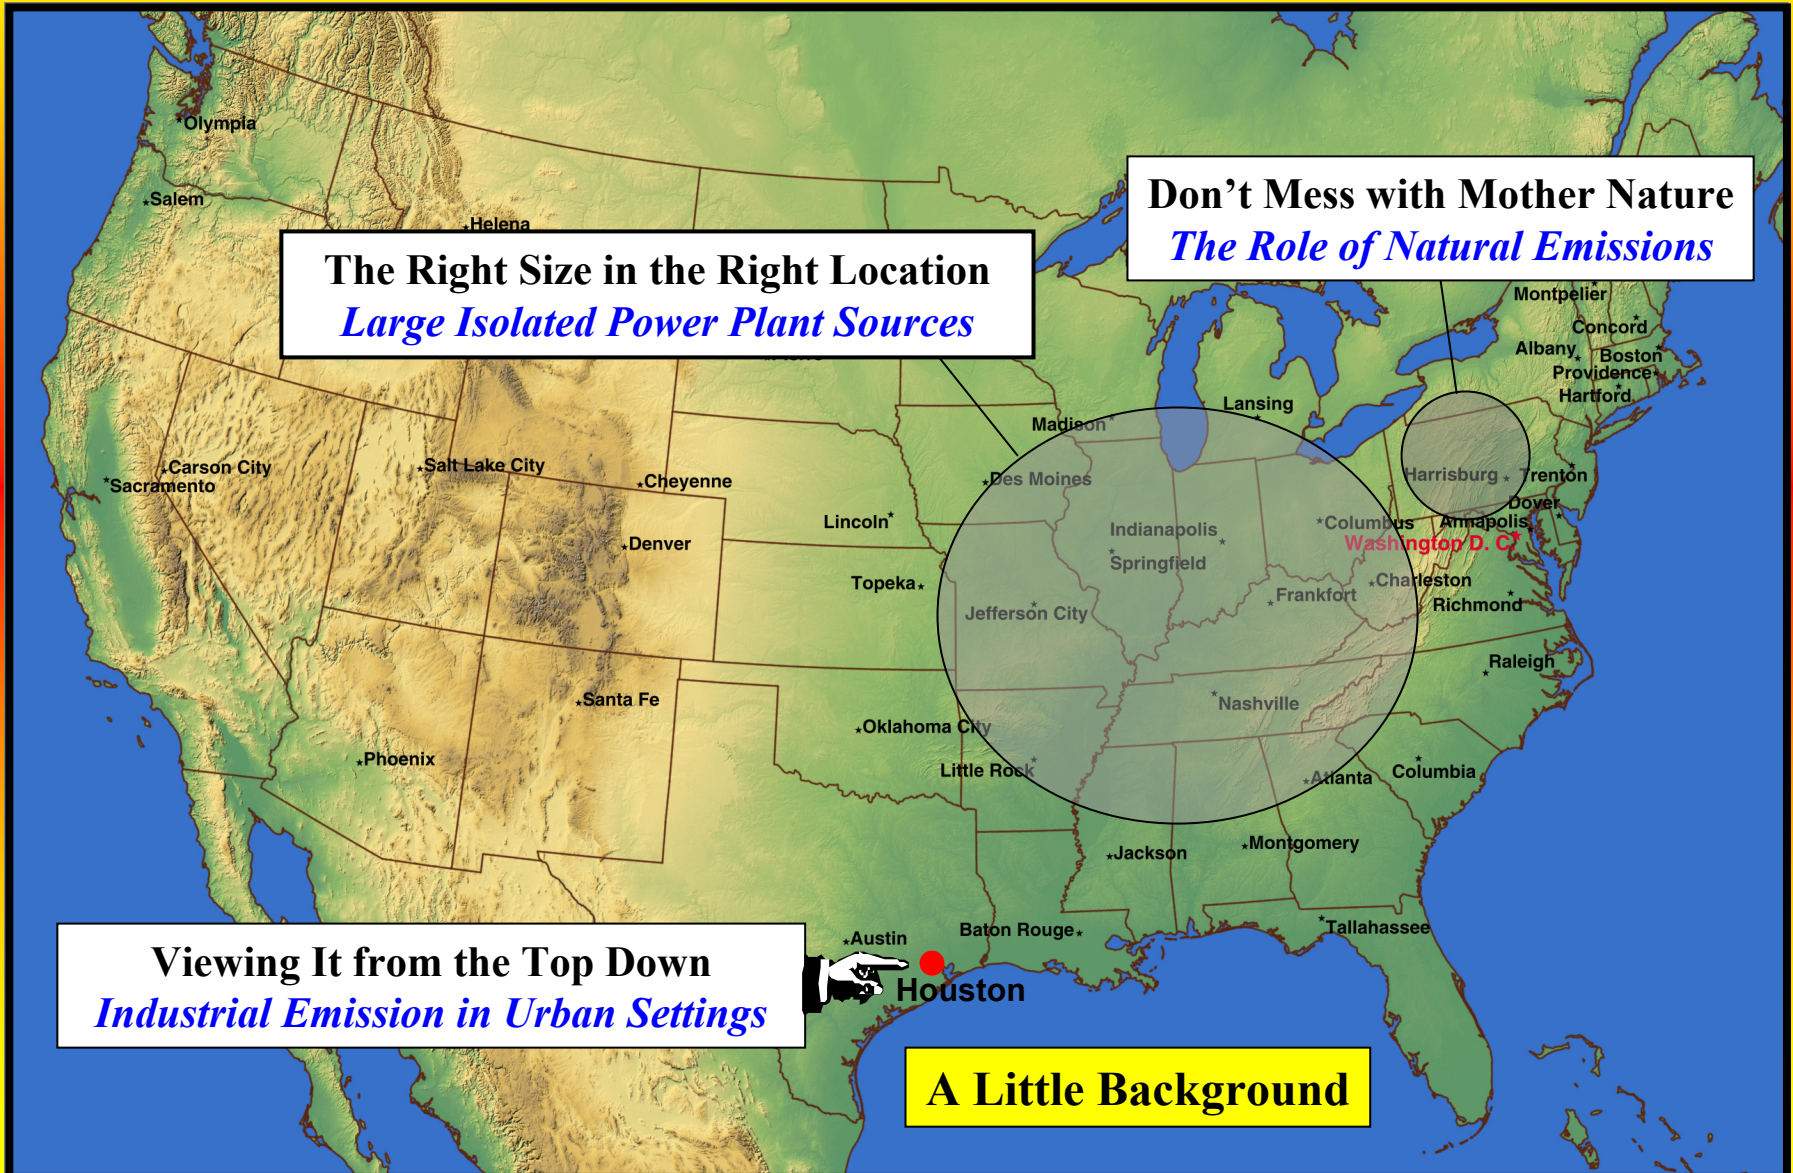 Olympia
Salem
Helena
Don't Mess with Mother Nature
The Role of Natural Emissions
The Right Size in the Right Location
Large Isolated Power Plant Sources
Montpelier
Concord
Albany
Boston
Providence
Hartford
Lansing
Madison
Carson City
Sacramento
Salt Lake City
Cheyenne
Des Moines
Harrisburg
Trenton
Dover
Lincoln
Denver
Indianapolis
Springfield
Columbus
Annapolis
Washington D. C.
Topeka
Jefferson City
Frankfort
Charleston
Richmond
Raleigh
Santa Fe
Nashville
Oklahoma City
Phoenix
Little Rock
Atlanta
Columbia
Jackson
Montgomery
Austin
Baton Rouge
Tallahassee
Houston
Viewing It from the Top Down
Industrial Emission in Urban Settings
A Little Background